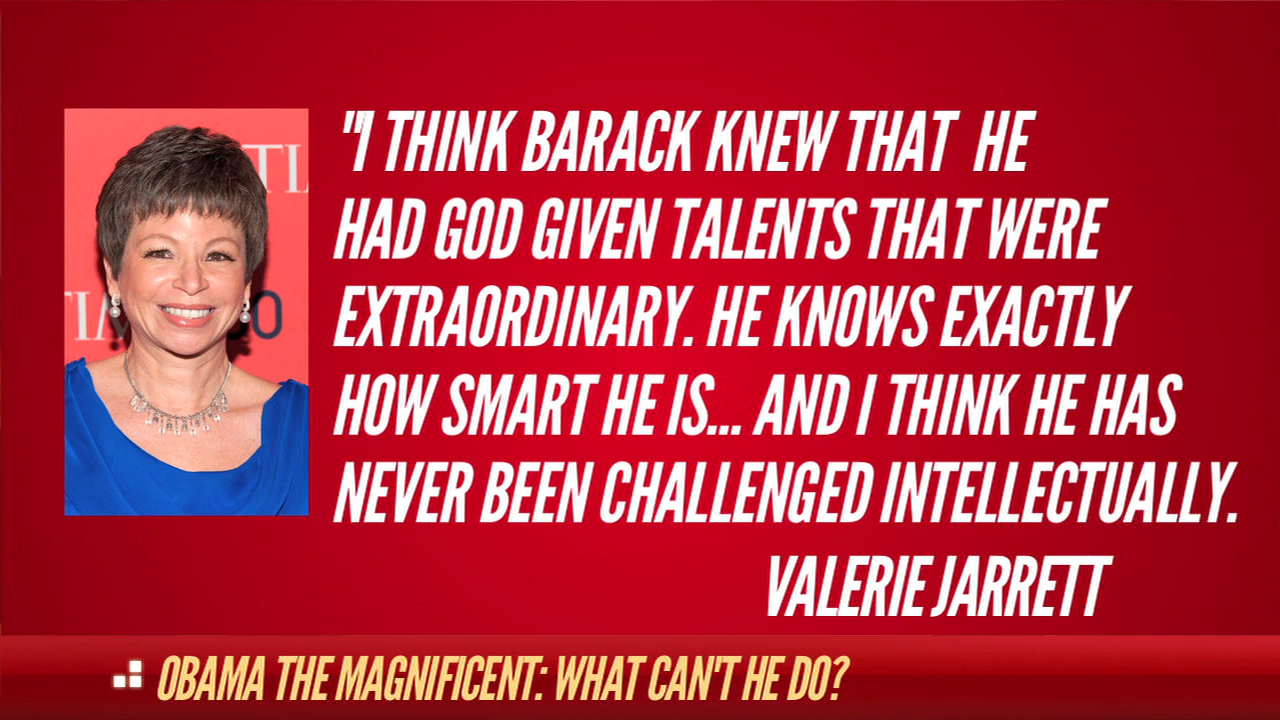 "I THINK BARACK KNEW THAT HE
HAD GOD GIVEN TALENTS THAT WERE
EXTRAORDINARY. HE KNOWS EXACTLY
HOW SMART HE IS... AND I THINK HE HAS
NEVER BEEN CHALLENGED INTELLECTUALLY.
VALERIE JARRETT
OBAMA THE MAGNIFICENT: WHAT CAN'T HE DO?